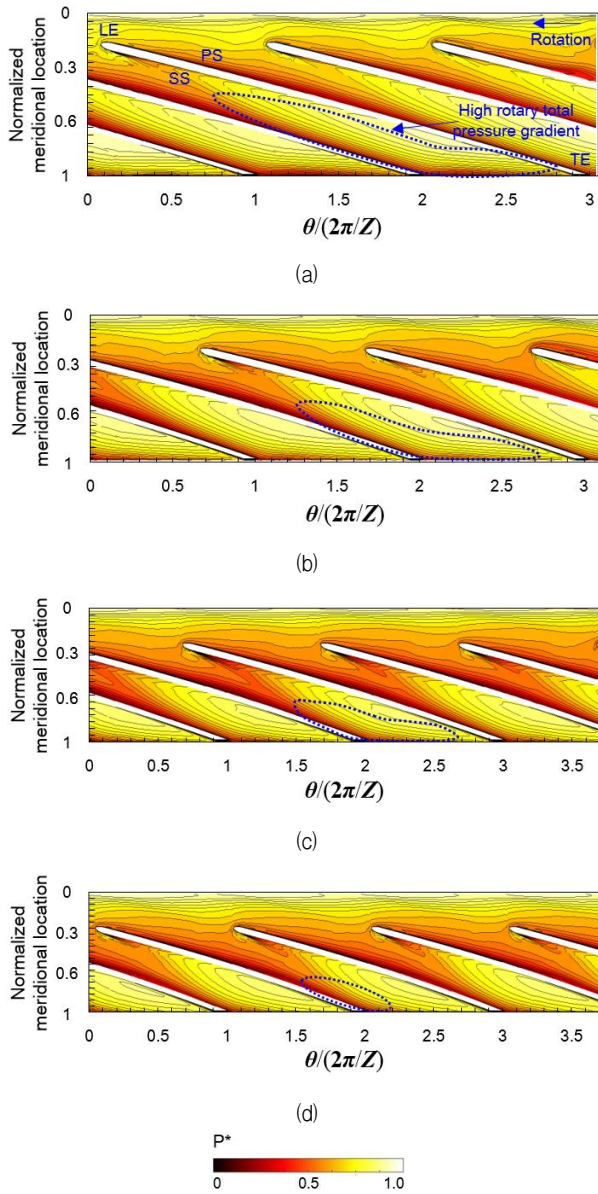 0
0.3
0.6
1
Normalized
meridional location
LE
PS
SS
Rotation
High rotary total
pressure gradient
TE
0 0.5 1 1.5 2 2.5 3
θ/(2π/Z)
(a)
0
0.3
0.6
1
Normalized
meridional location
0 0.5 1 1.5 2 2.5 3
θ/(2π/Z)
(b)
0
0.3
0.6
1
Normalized
meridional location
0 0.5 1 1.5 2 2.5 3 3.5
θ/(2π/Z)
(c)
0
0.3
0.6
1
Normalized
meridional location
0 0.5 1 1.5 2 2.5 3 3.5
θ/(2π/Z)
(d)
P*
0 0.5 1.0